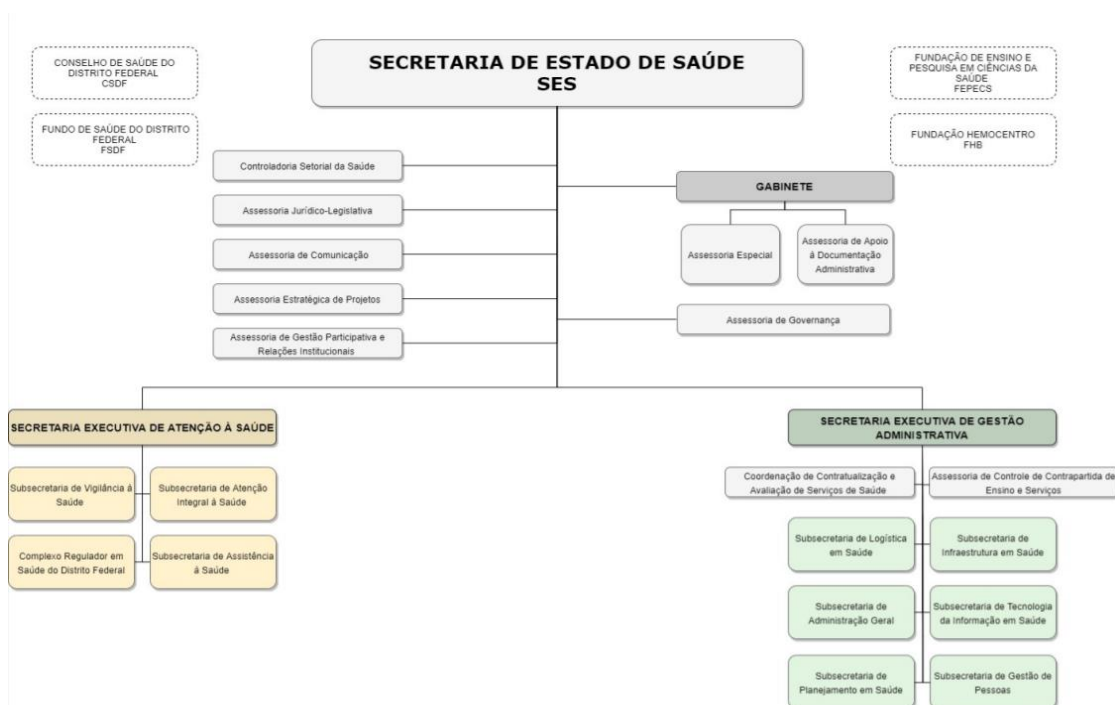 SECRETARIA DE ESTADO DE SAÚDE
SES
CONSELHO DE SAÚDE DO
DISTRITO FEDERAL
CSDF
FUNDO DE SAÚDE DO DISTRITO
FEDERAL
FSDF
FUNDAÇÃO DE ENSINO E
PESQUISA EM CIÊNCIAS DA
SAÚDE
FEPECS
FUNDAÇÃO HEMOCENTRO
FHB
Controladoria Setorial da Saúde
Assessoria Jurídico-Legislativa
Assessoria de Comunicação
Assessoria Estratégica de Projetos
Assessoria de Gestão Participativa e
Relações Institucionais
GABINETE
Assessoria Especial
Assessoria de Apoio
à Documentação
Administrativa
Assessoria de Governança
SECRETARIA EXECUTIVA DE ATENÇÃO À SAÚDE
Subsecretaria de Vigilância à
Saúde
Subsecretaria de Atenção
Integral à Saúde
Complexo Regulador em
Saúde do Distrito Federal
Subsecretaria de Assistência
à Saúde
SECRETARIA EXECUTIVA DE GESTÃO
ADMINISTRATIVA
Coordenação de Contratualização e
Avaliação de Serviços de Saúde
Assessoria de Controle de Contrapartida de
Ensino e Serviços
Subsecretaria de Logística
em Saúde
Subsecretaria de
Infraestrutura em Saúde
Subsecretaria de
Administração Geral
Subsecretaria de Tecnologia
da Informação em Saúde
Subsecretaria de
Planejamento em Saúde
Subsecretaria de Gestão de
Pessoas